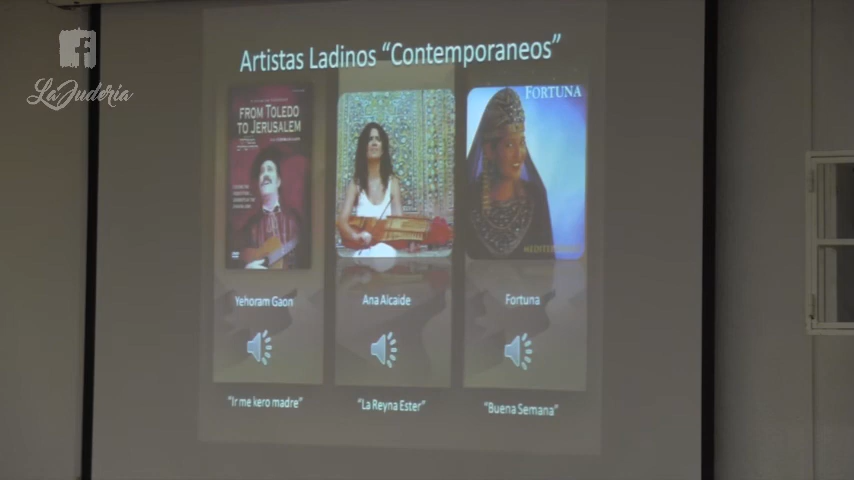 LaJuderia
Artistas Ladinos “Contemporaneos”
FROM TOLEDO
TO JERUSALEM
FORTUNA
Yehoram Gaon
Ana Alcaide
Fortuna
“Ir me kero madre”
“La Reyna Ester”
“Buena Semana”